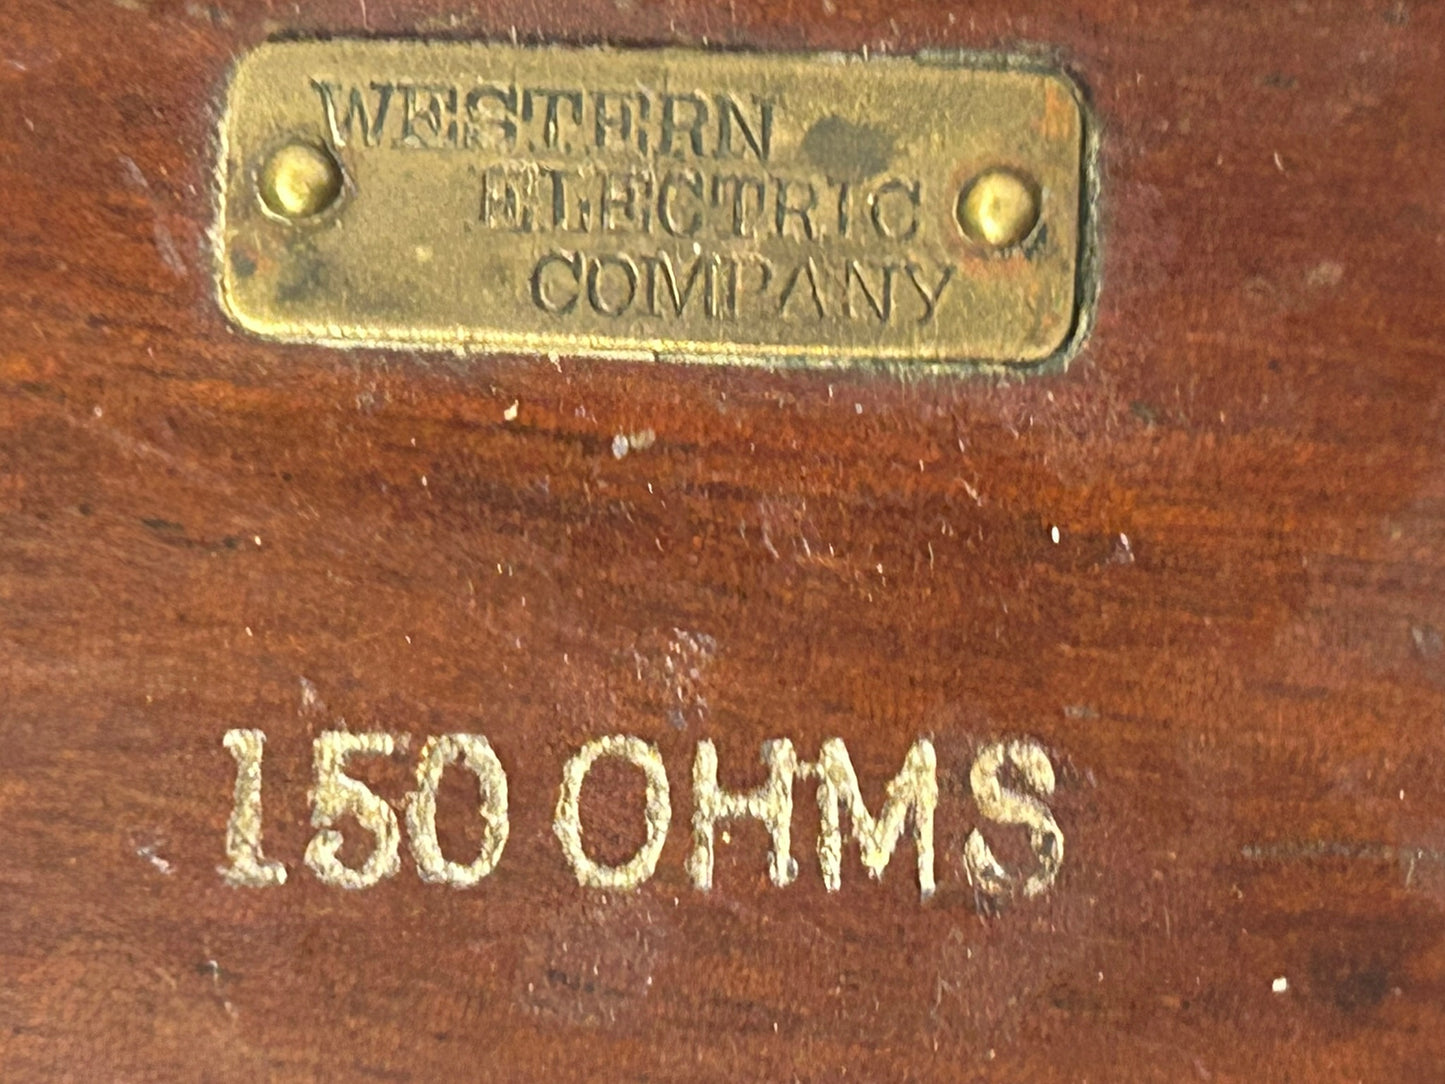 WESTERN
ELECTRIC
COMPANY
150 OHMS